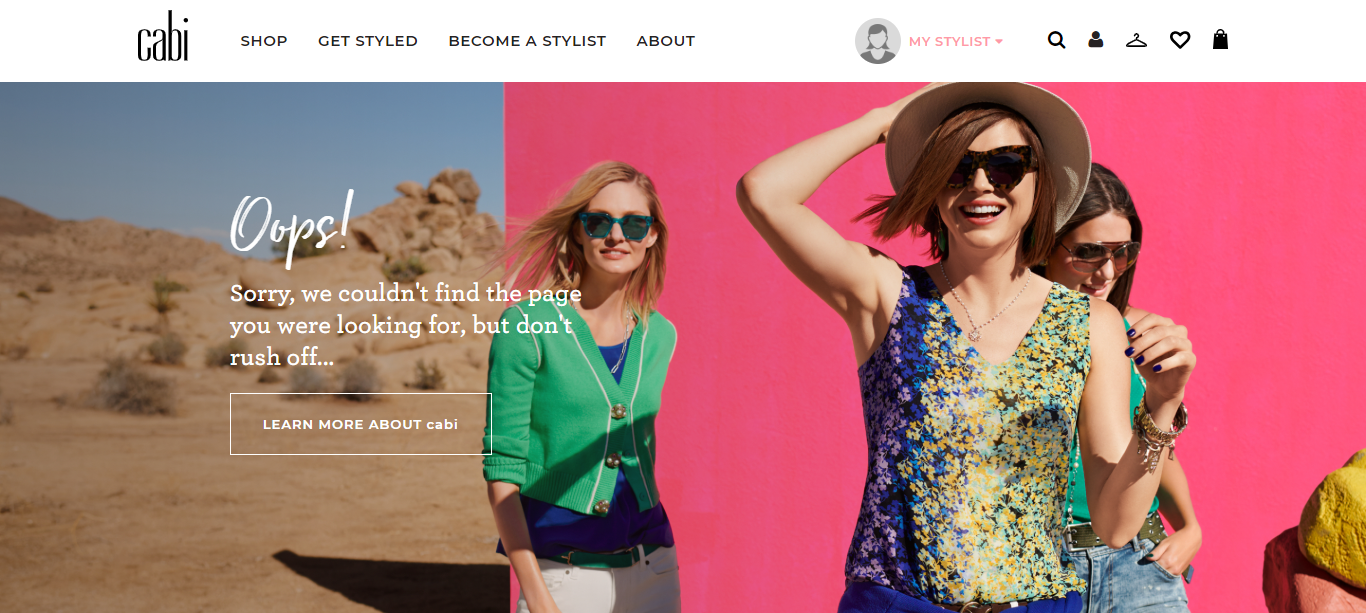 cabi
SHOP
GET STYLED
BECOME A STYLIST
ABOUT
MY STYLIST
Oops!
Sorry, we couldn't find the page
you were looking for, but don't
rush off...
LEARN MORE ABOUT cabi